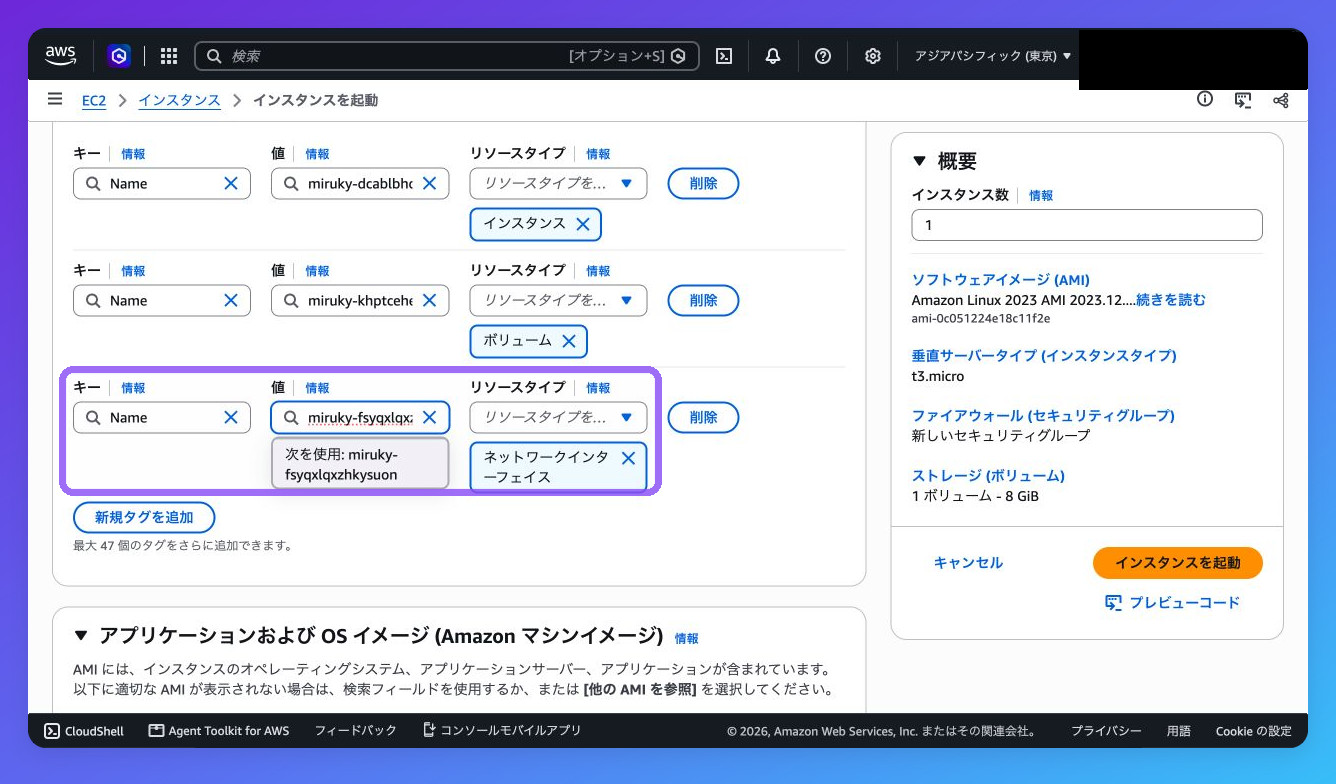 aws
検索 [オプション+S] アジアパシフィック (東京)
EC2 インスタンス インスタンスを起動
キー 情報 値 情報 リソースタイプ 情報
Name miruky-dcablbhc リソースタイプを... 削除
インスタンス
キー 情報 値 情報 リソースタイプ 情報
Name miruky-khptcehe リソースタイプを... 削除
ボリューム
キー 情報 値 情報 リソースタイプ 情報
Name miruky-fsyqxlqxz リソースタイプを... 削除
次を使用: miruky-
fsyqxlqxzhkysuon
ネットワークインタ
ーフェイス
新規タグを追加
最大 47 個のタグをさらに追加できます。
アプリケーションおよび OS イメージ (Amazon マシンイメージ) 情報
AMI には、インスタンスのオペレーティングシステム、アプリケーションサーバー、アプリケーションが含まれています。
以下に適切な AMI が表示されない場合は、検索フィールドを使用するか、または [他の AMI を参照] を選択してください。
概要
インスタンス数 情報
1
ソフトウェアイメージ (AMI)
Amazon Linux 2023 AMI 2023.12....続きを読む
ami-0c051224e18c11f2e
垂直サーバータイプ (インスタンスタイプ)
t3.micro
ファイアウォール (セキュリティグループ)
新しいセキュリティグループ
ストレージ (ボリューム)
1 ボリューム - 8 GiB
キャンセル インスタンスを起動
プレビューコード
CloudShell Agent Toolkit for AWS フィードバック コンソールモバイルアプリ © 2026, Amazon Web Services, Inc. またはその関連会社。 プライバシー 用語 Cookie の設定